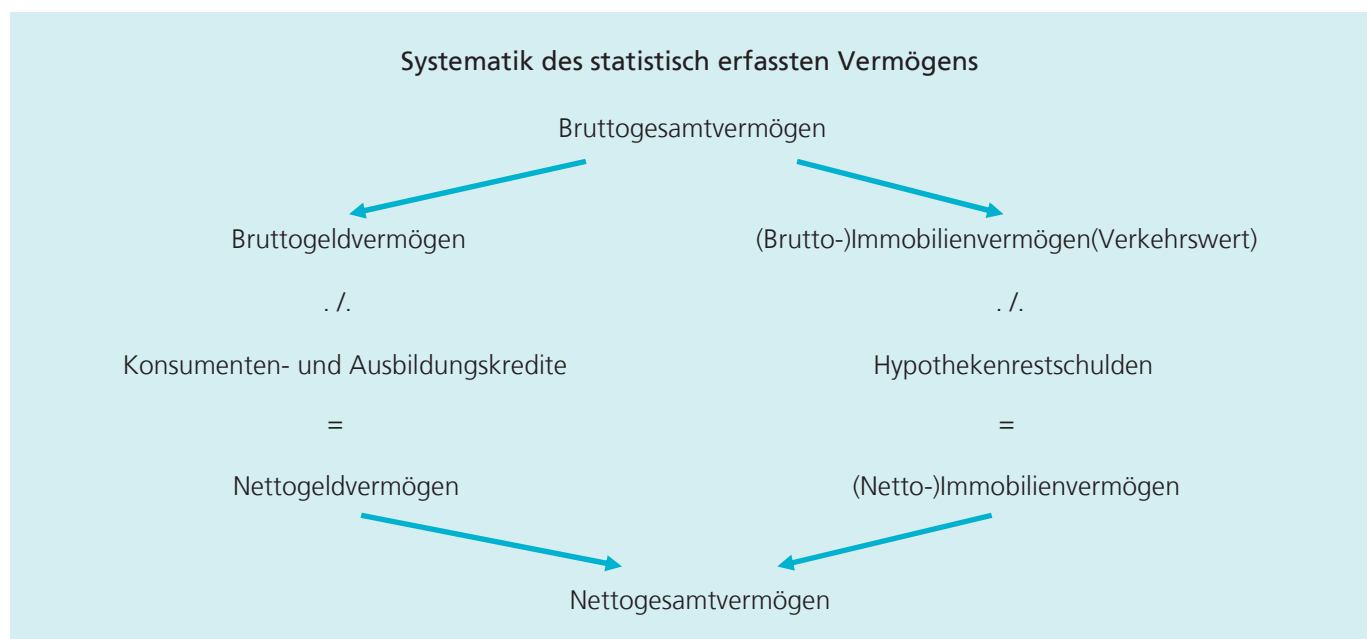 Systematik des statistisch erfassten Vermögens
Bruttogesamtvermögen
Bruttogeldvermögen
(Brutto-)Immobilienvermögen(Verkehrswert)
. /.
. /.
Konsumenten- und Ausbildungskredite
Hypothekenrestschulden
=
=
Nettogeldvermögen
(Netto-)Immobilienvermögen
Nettogesamtvermögen